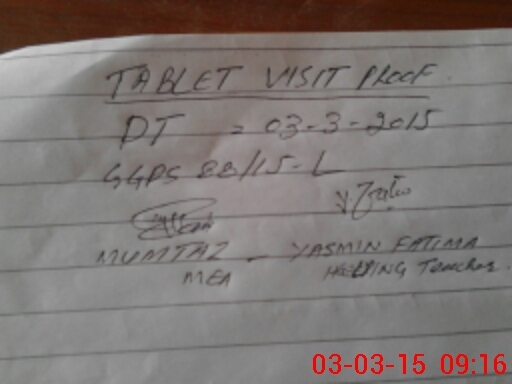 TABLET VISIT PROOF.
DT = 03-3-2015
GGPS 88/15-L
Y. Fatima
MUMTAZ - YASMIN FATIMA
MEA HELPING Teacher.
03-03-15 09:16